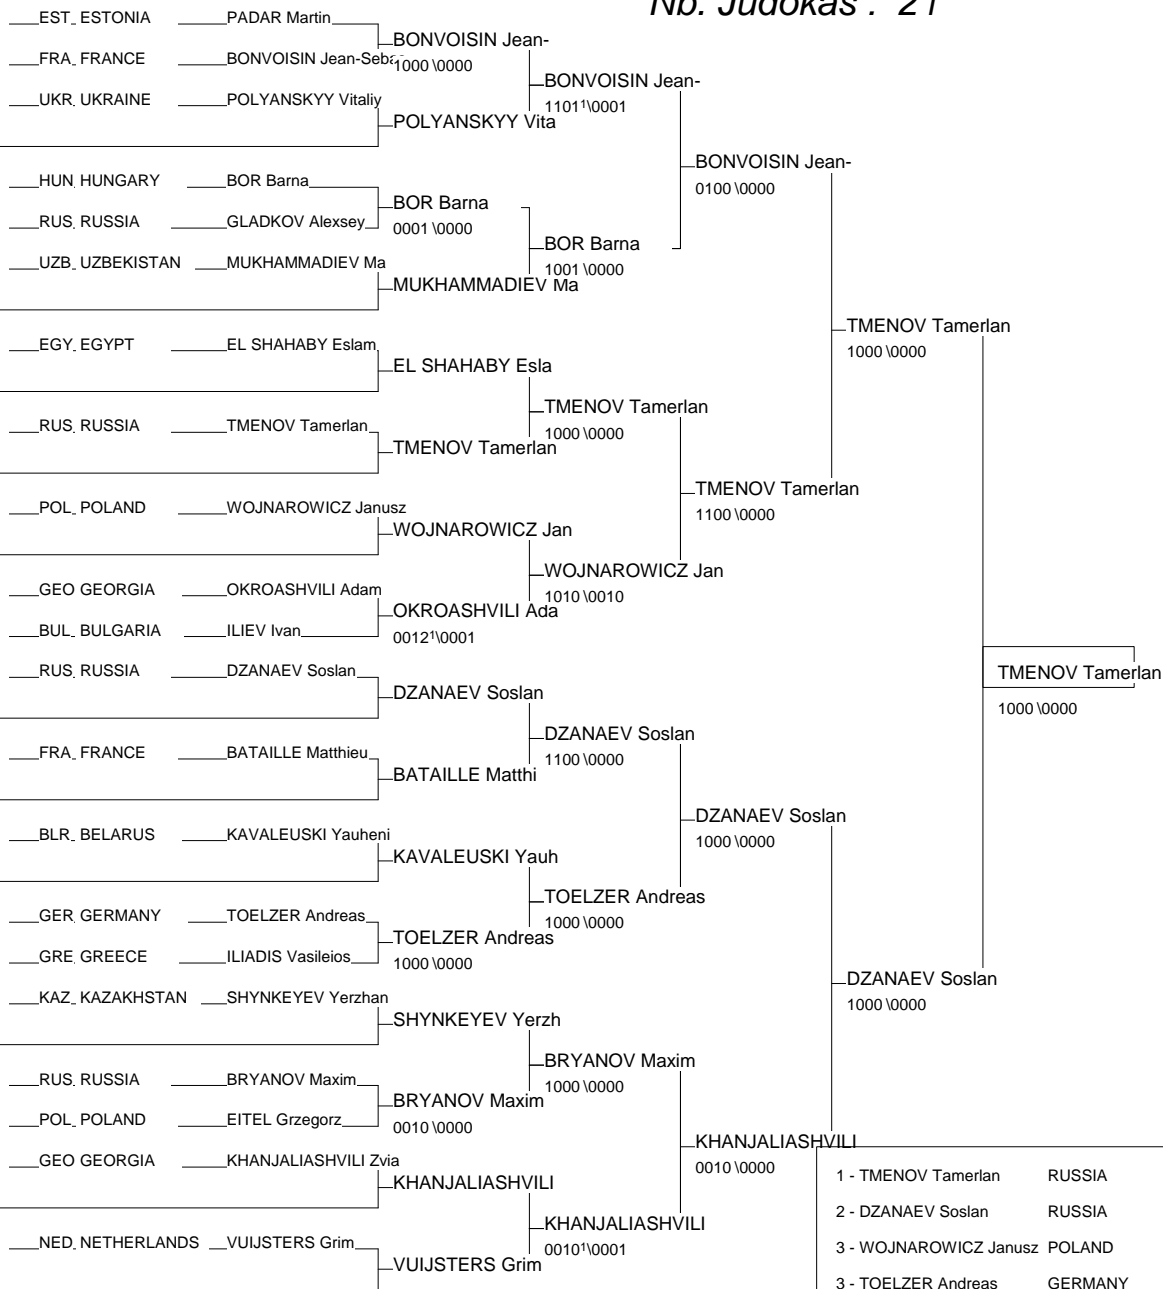 Nb. Judokas : 21
EST ESTONIA PADAR Martin
BONVOISIN Jean-
FRA FRANCE BONVOISIN Jean-Seba
1000 \0000
BONVOISIN Jean-
UKR UKRAINE POLYANSKYY Vitaliy
1101¹\0001
POLYANSKYY Vita
BONVOISIN Jean-
HUN HUNGARY BOR Barna
0100 \0000
BOR Barna
RUS RUSSIA GLADKOV Alexsey
0001 \0000
BOR Barna
UZB UZBEKISTAN MUKHAMMADIEV Ma
1001 \0000
MUKHAMMADIEV Ma
TMENOV Tamerlan
EGY EGYPT EL SHAHABY Eslam
1000 \0000
EL SHAHABY Esla
TMENOV Tamerlan
RUS RUSSIA TMENOV Tamerlan
1000 \0000
TMENOV Tamerlan
TMENOV Tamerlan
POL POLAND WOJNAROWICZ Janusz
1100 \0000
WOJNAROWICZ Jan
WOJNAROWICZ Jan
GEO GEORGIA OKROASHVILI Adam
1010 \0010
OKROASHVILI Ada
BUL BULGARIA ILIEV Ivan
0012¹\0001
RUS RUSSIA DZANAEV Soslan
TMENOV Tamerlan
DZANAEV Soslan
1000 \0000
DZANAEV Soslan
FRA FRANCE BATAILLE Matthieu
1100 \0000
BATAILLE Matthi
DZANAEV Soslan
BLR BELARUS KAVALEUSKI Yauheni
1000 \0000
KAVALEUSKI Yauh
TOELZER Andreas
GER GERMANY TOELZER Andreas
1000 \0000
TOELZER Andreas
GRE GREECE ILIADIS Vasileios
1000 \0000
DZANAEV Soslan
KAZ KAZAKHSTAN SHYNKEYEV Yerzhan
1000 \0000
SHYNKEYEV Yerzh
BRYANOV Maxim
RUS RUSSIA BRYANOV Maxim
1000 \0000
BRYANOV Maxim
POL POLAND EITEL Grzegorz
0010 \0000
KHANJALIASHVILI
GEO GEORGIA KHANJALIASHVILI Zvia
0010 \0000
1 - TMENOV Tamerlan RUSSIA
KHANJALIASHVILI
2 - DZANAEV Soslan RUSSIA
KHANJALIASHVILI
NED NETHERLANDS VUIJSTERS Grim
0010¹\0001
3 - WOJNAROWICZ Janusz POLAND
VUIJSTERS Grim
3 - TOELZER Andreas GERMANY